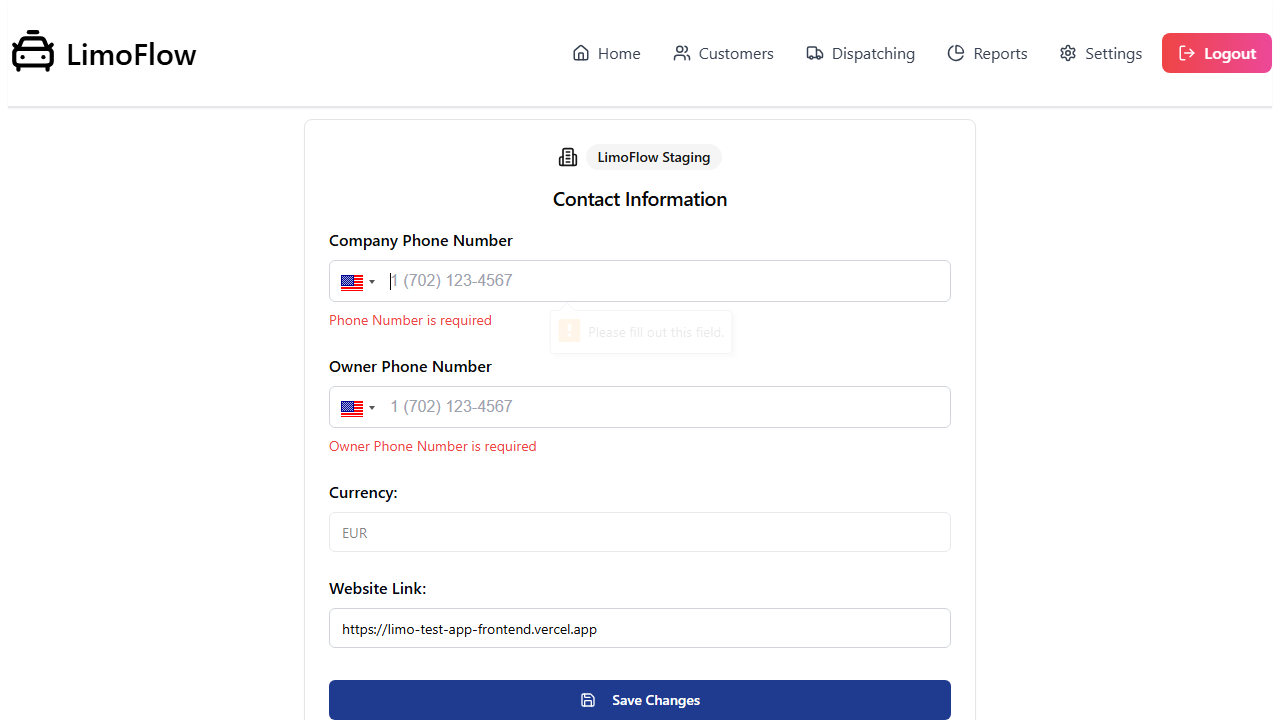 LimoFlow
Home
Customers
Dispatching
Reports
Settings
Logout
LimoFlow Staging
Contact Information
Company Phone Number
1 (702) 123-4567
Phone Number is required
! Please fill out this field.
Owner Phone Number
1 (702) 123-4567
Owner Phone Number is required
Currency:
EUR
Website Link:
https://limo-test-app-frontend.vercel.app
Save Changes